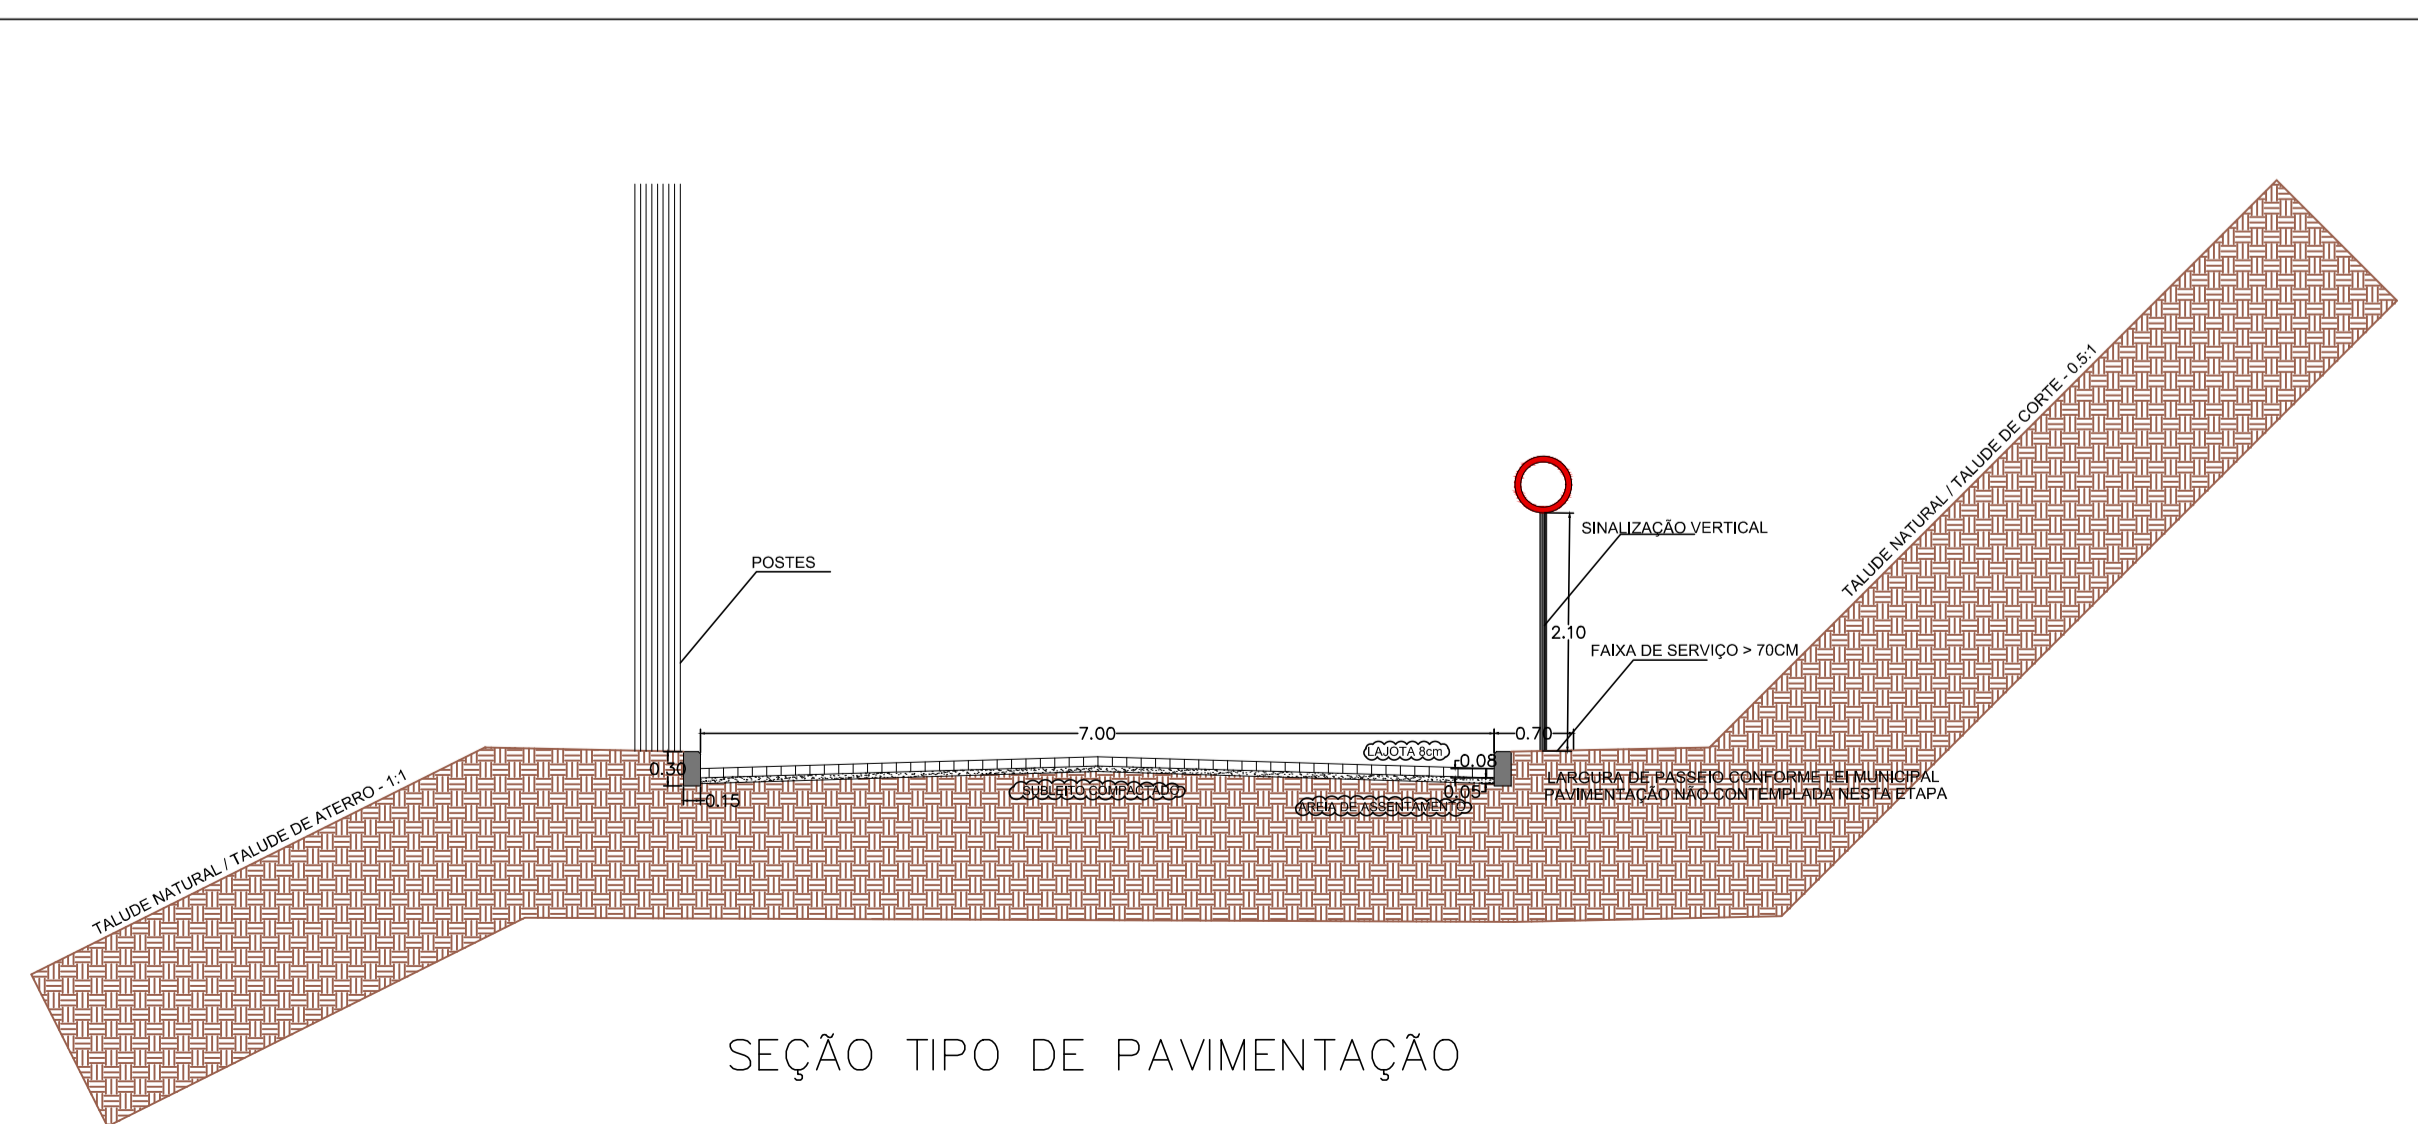 TALUDE NATURAL / TALUDE DE CORTE - 0.5:1
SINALIZAÇÃO VERTICAL
POSTES
2.10
FAIXA DE SERVIÇO > 70CM
7.00
0.70
LAJOTA 8cm
0.08
0.30
LARGURA DE PASSEIO CONFORME LEI MUNICIPAL
PAVIMENTAÇÃO NÃO CONTEMPLADA NESTA ETAPA
SUBLEITO COMPACTADO
0.05
0.15
AREIA DE ASSENTAMENTO
TALUDE NATURAL / TALUDE DE ATERRO - 1:1
SEÇÃO TIPO DE PAVIMENTAÇÃO